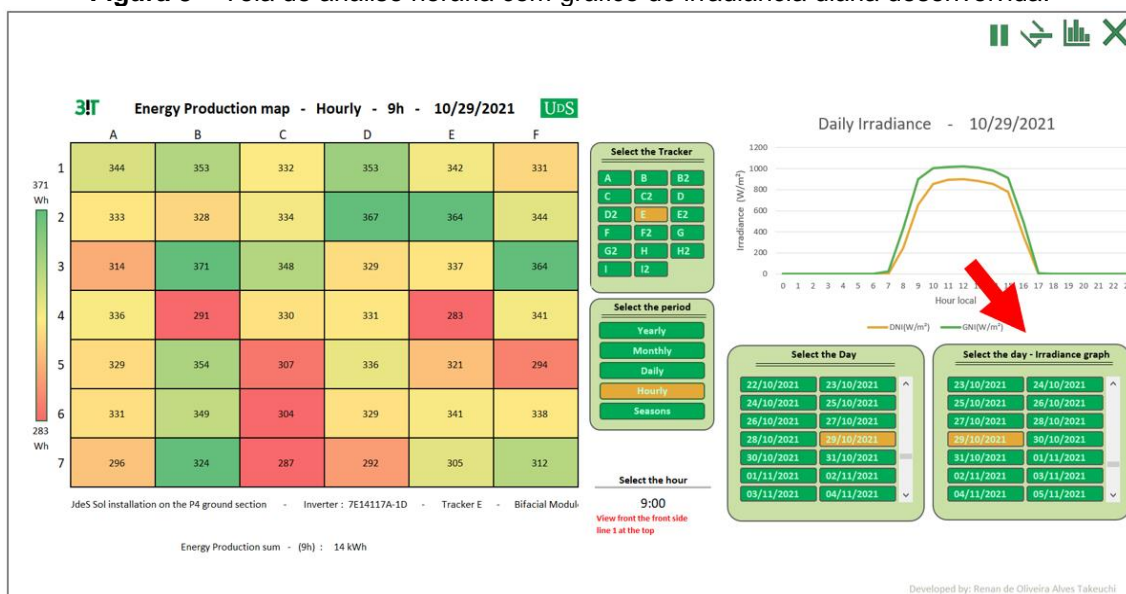 3!T Energy Production map - Hourly - 9h - 10/29/2021 UDS
A B C D E F
1 344 353 332 353 342 331
371
Wh
2 333 328 334 367 364 344
3 314 371 348 329 337 364
4 336 291 330 331 283 341
5 329 354 307 336 321 294
6 331 349 304 329 341 338
283
Wh
7 296 324 287 292 305 312
JdeS Sol installation on the P4 ground section - Inverter : 7E14117A-1D - Tracker E - Bifacial Modul
Energy Production sum - (9h) : 14 kWh
Select the Tracker
A B B2
C C2 D
D2 E E2
F F2 G
G2 H H2
I I2
Select the period
Yearly
Monthly
Daily
Hourly
Seasons
Select the hour
9:00
View front the front side
line 1 at the top
Daily Irradiance - 10/29/2021
Irradiance (W/m²)
1200
1000
800
600
400
200
0
0 1 2 3 4 5 6 7 8 9 10 11 12 13 14 15 16 17 18 19 20 21 22
Hour local
DNI(W/m²) GNI(W/m²)
Select the Day
22/10/2021 23/10/2021
24/10/2021 25/10/2021
26/10/2021 27/10/2021
28/10/2021 29/10/2021
30/10/2021 31/10/2021
01/11/2021 02/11/2021
03/11/2021 04/11/2021
Select the day - Irradiance graph
23/10/2021 24/10/2021
25/10/2021 26/10/2021
27/10/2021 28/10/2021
29/10/2021 30/10/2021
31/10/2021 01/11/2021
02/11/2021 03/11/2021
04/11/2021 05/11/2021
Developed by: Renan de Oliveira Alves Takeuchi